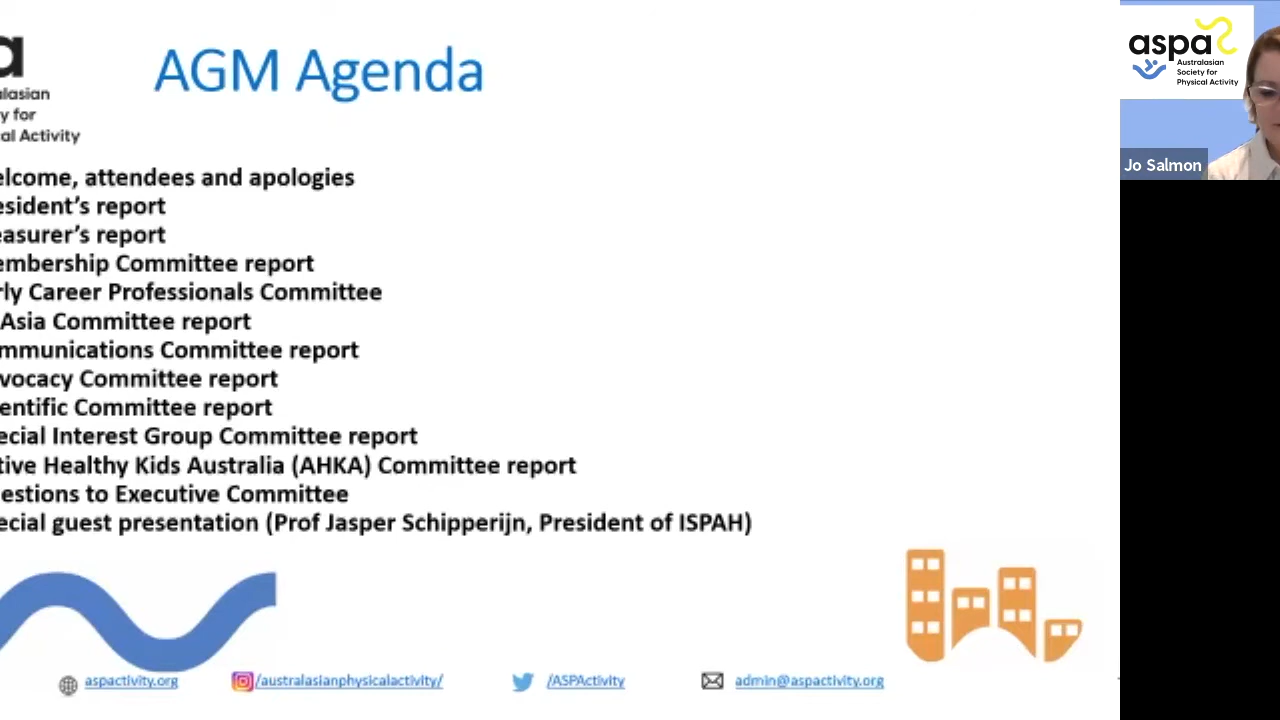 a
AGM Agenda
alasian
y for
cal Activity
elcome, attendees and apologies
esident's report
easurer's report
embership Committee report
rly Career Professionals Committee
Asia Committee report
mmunications Committee report
vocacy Committee report
entific Committee report
ecial Interest Group Committee report
tive Healthy Kids Australia (AHKA) Committee report
estions to Executive Committee
ecial guest presentation (Prof Jasper Schipperijn, President of ISPAH)
aspactivity.org
/australasianphysicalactivity/
/ASPActivity
admin@aspactivity.org
aspa
Australasian
Society for
Physical Activity
Jo Salmon